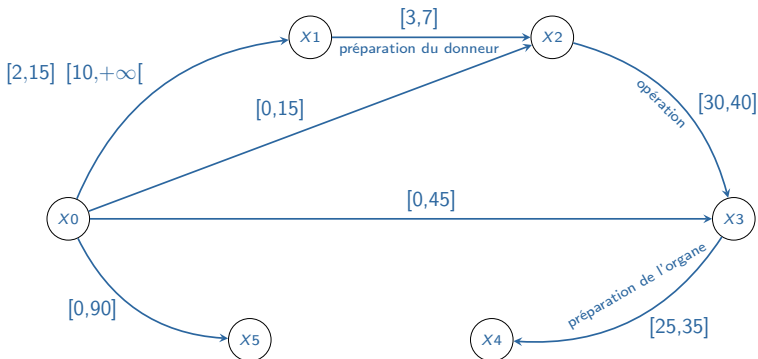 [3,7]
X1
X2
préparation du donneur
[2,15] [10,+∞[
[0,15]
opération
[30,40]
[0,45]
X0
X3
préparation de l'organe
[0,90]
[25,35]
X5
X4